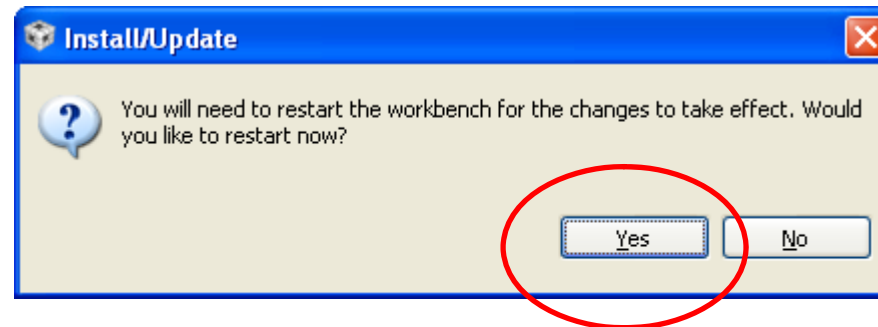 Install/Update
You will need to restart the workbench for the changes to take effect. Would
you like to restart now?
Yes
No